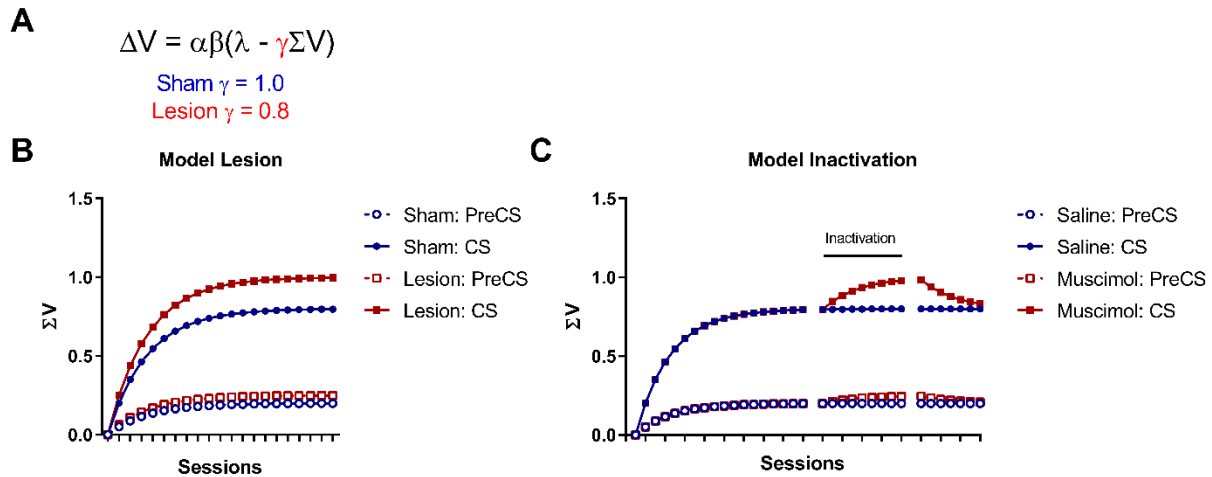 A
ΔV = αβ(λ - γΣV)
Sham γ = 1.0
Lesion γ = 0.8
B
Model Lesion
1.5
1.0
0.5
0.0
ΣV
Sessions
Sham: PreCS
Sham: CS
Lesion: PreCS
Lesion: CS
C
Model Inactivation
1.5
1.0
0.5
0.0
ΣV
Inactivation
Sessions
Saline: PreCS
Saline: CS
Muscimol: PreCS
Muscimol: CS